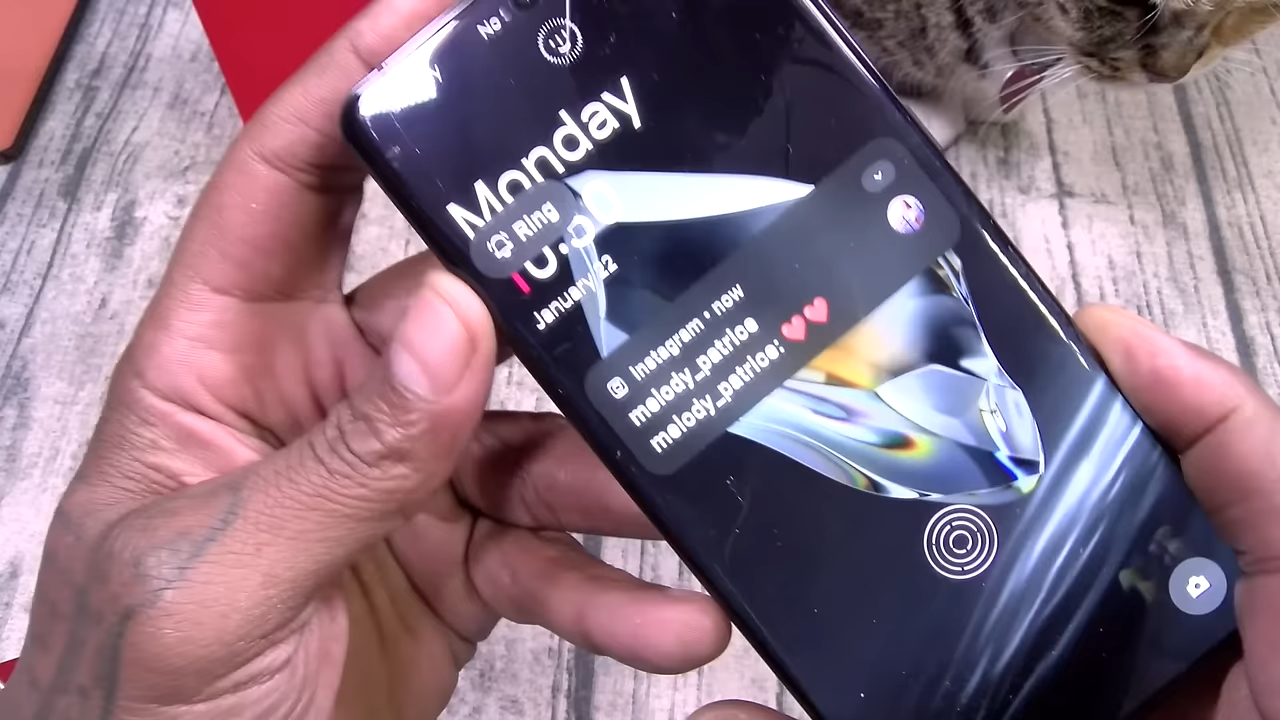 Monday
Ring
January 22
Instagram • now
melody_patrice
melody_patrice: ❤️❤️